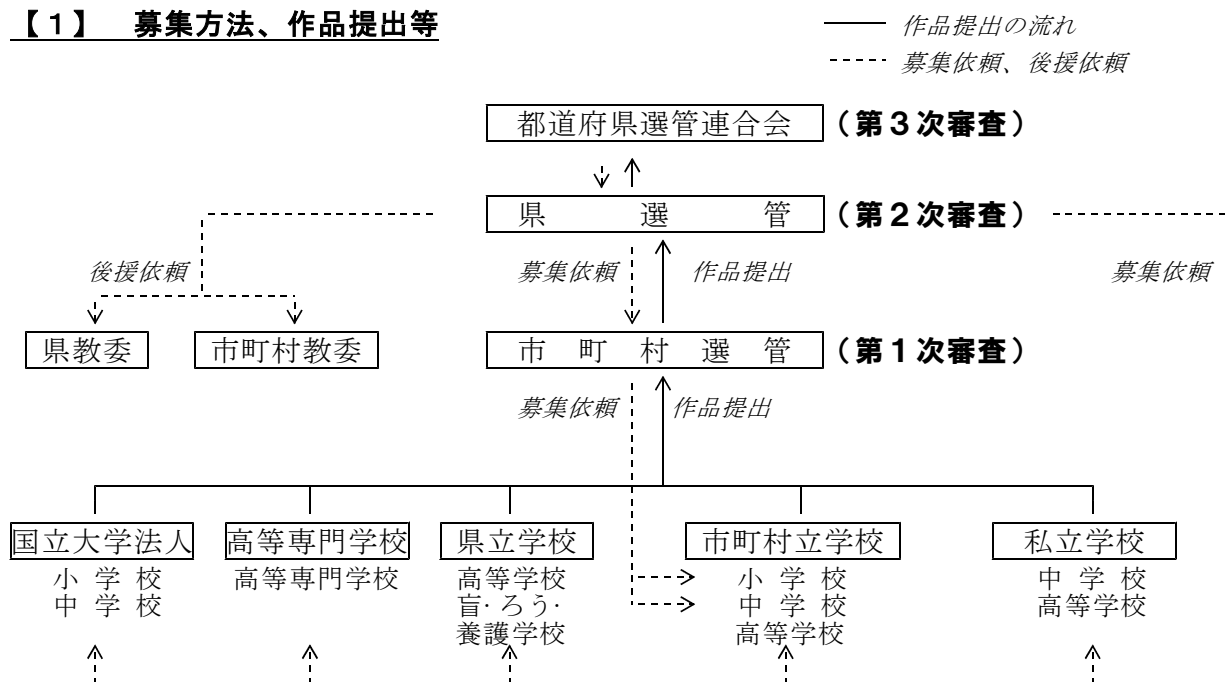 【１】　募集方法、作品提出等
作品提出の流れ
募集依頼、後援依頼
都道府県選管連合会
（第３次審査）
県　選　管
（第２次審査）
後援依頼
募集依頼
作品提出
募集依頼
県教委
市町村教委
市町村選管
（第１次審査）
募集依頼
作品提出
国立大学法人
小学校
中学校
高等専門学校
高等専門学校
県立学校
高等学校
盲・ろう・
養護学校
市町村立学校
小学校
中学校
高等学校
私立学校
中学校
高等学校